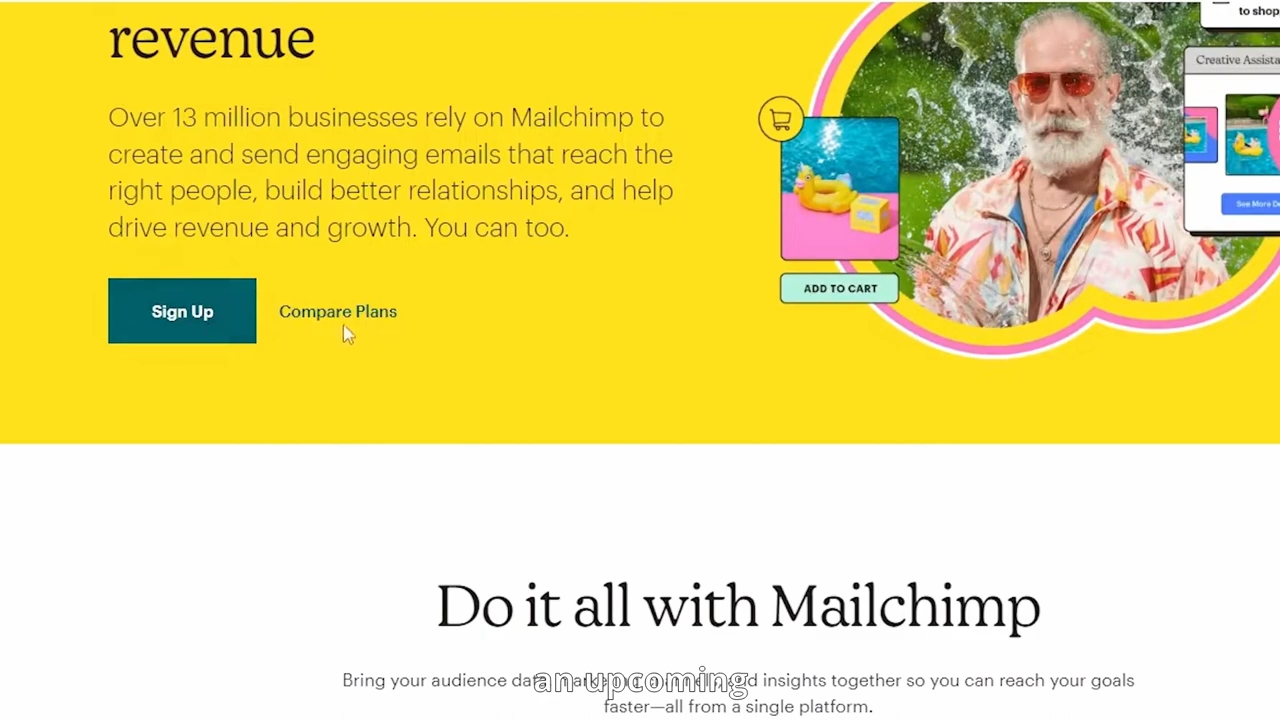 revenue
Over 13 million businesses rely on Mailchimp to
create and send engaging emails that reach the
right people, build better relationships, and help
drive revenue and growth. You can too.
Sign Up
Compare Plans
ADD TO CART
to shop
Creative Assista
See More De
Do it all with Mailchimp
Bring your audience data, insights together so you can reach your goals
an upcoming
faster—all from a single platform.